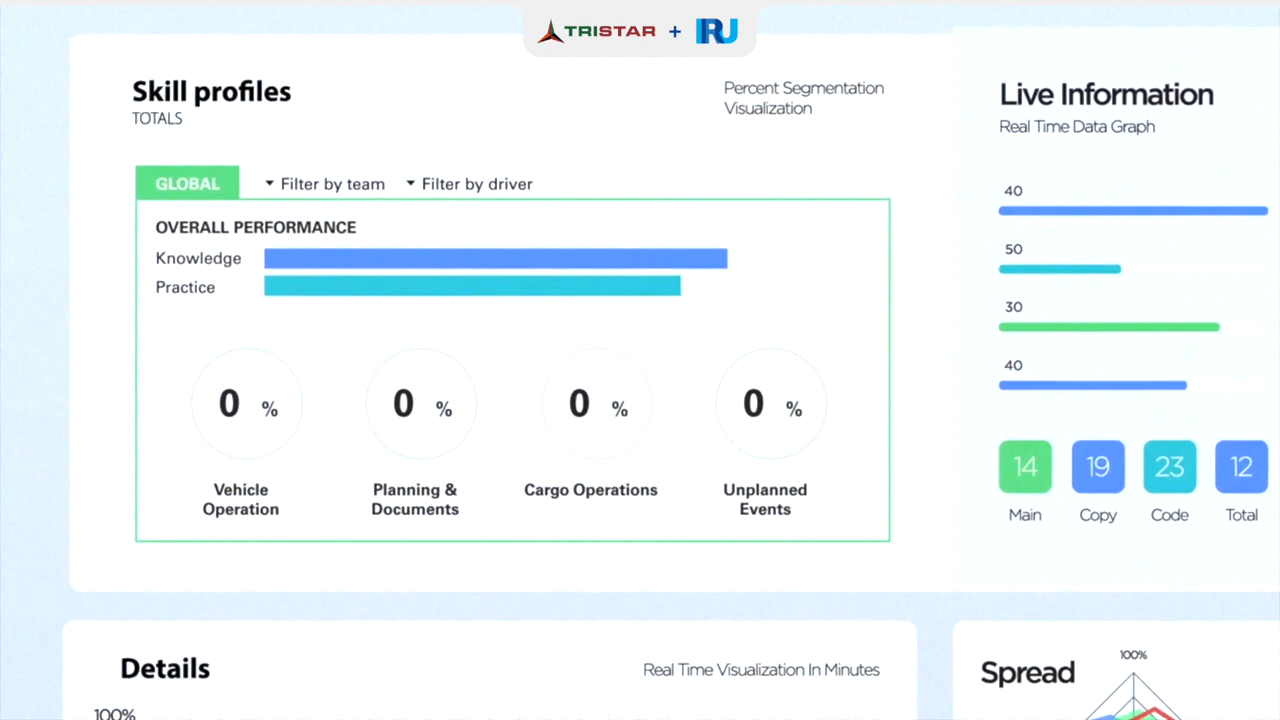 TRISTAR + IRU
Skill profiles
TOTALS
Percent Segmentation
Visualization
GLOBAL
Filter by team
Filter by driver
OVERALL PERFORMANCE
Knowledge
Practice
0 %
0 %
0 %
0 %
Vehicle
Operation
Planning &
Documents
Cargo Operations
Unplanned
Events
Live Information
Real Time Data Graph
40
50
30
40
14
19
23
12
Main
Copy
Code
Total
Details
Real Time Visualization In Minutes
100%
Spread
100%